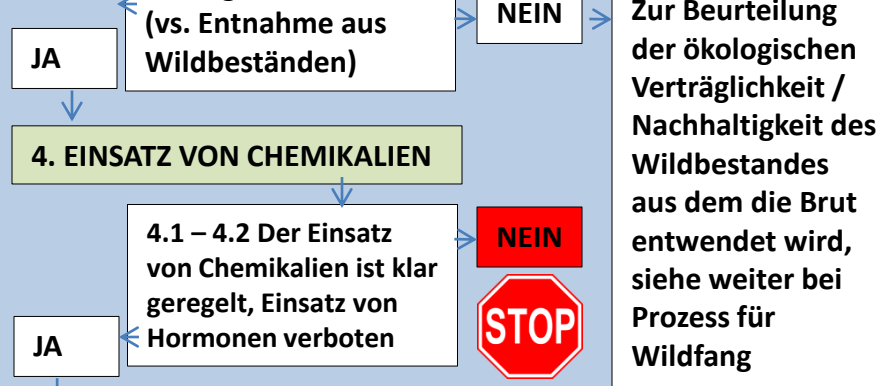 (vs. Entnahme aus
Wildbeständen)
NEIN
JA
Zur Beurteilung
der ökologischen
Verträglichkeit /
Nachhaltigkeit des
Wildbestandes
aus dem die Brut
entwendet wird,
siehe weiter bei
Prozess für
Wildfang
4. EINSATZ VON CHEMIKALIEN
4.1 – 4.2 Der Einsatz
von Chemikalien ist klar
geregelt, Einsatz von
Hormonen verboten
NEIN
STOP
JA